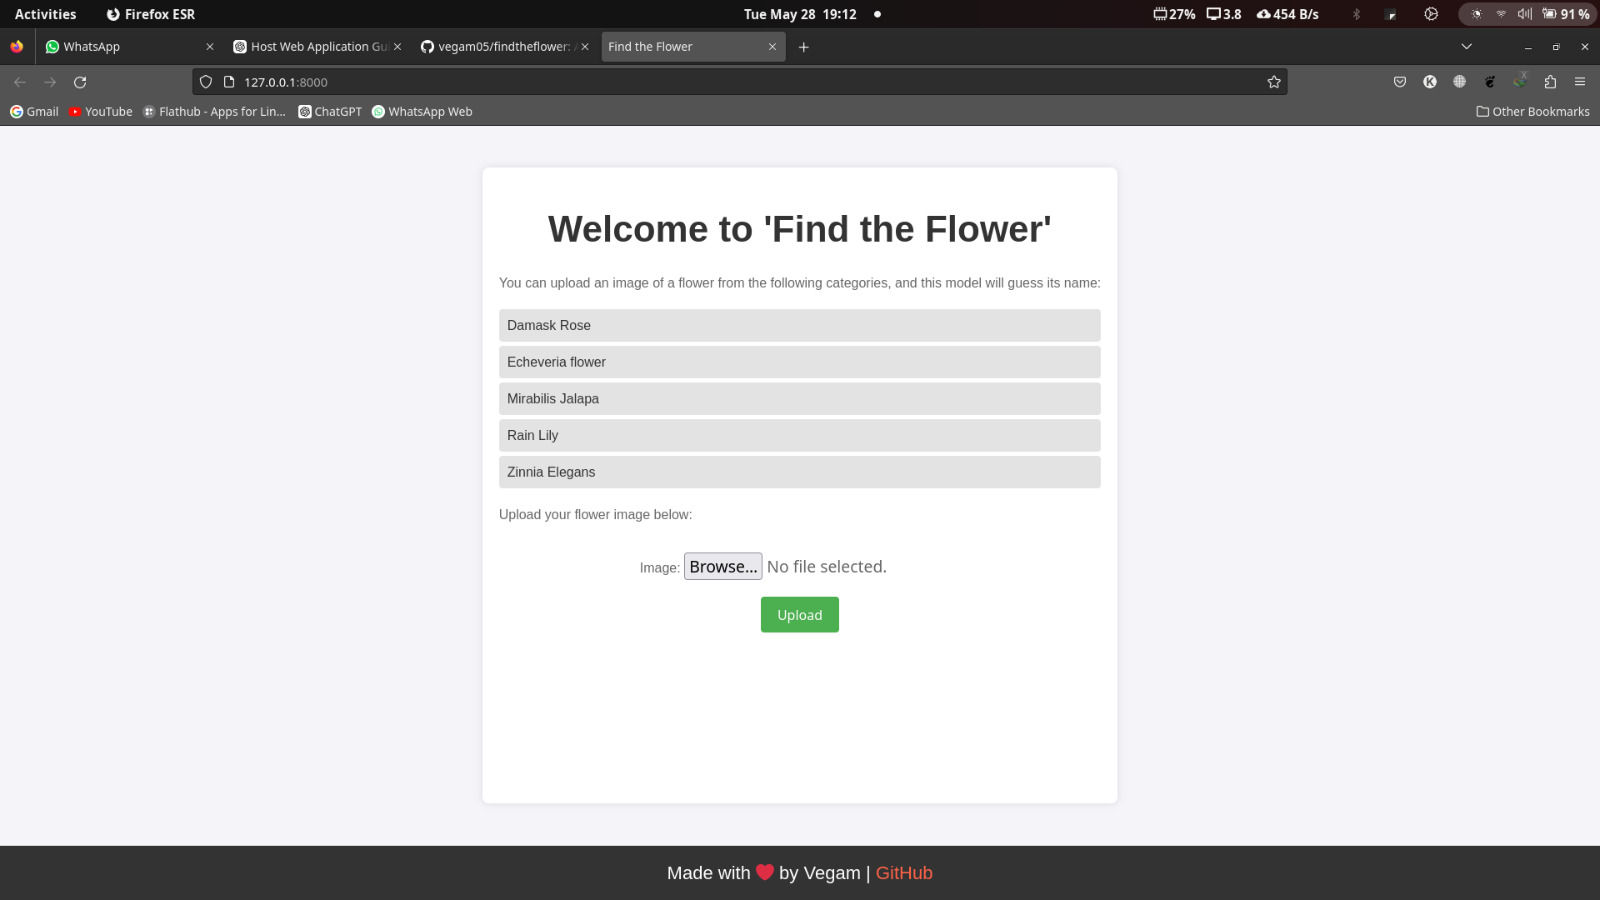 Activities Firefox ESR Tue May 28 19:12 27% 3.8 454 B/s 91 %
WhatsApp Host Web Application Gu vegam05/findtheflower: Find the Flower
127.0.0.1:8000
Gmail YouTube Flathub - Apps for Lin... ChatGPT WhatsApp Web Other Bookmarks
Welcome to 'Find the Flower'
You can upload an image of a flower from the following categories, and this model will guess its name:
Damask Rose
Echeveria flower
Mirabilis Jalapa
Rain Lily
Zinnia Elegans
Upload your flower image below:
Image: Browse... No file selected.
Upload
Made with ❤ by Vegam | GitHub